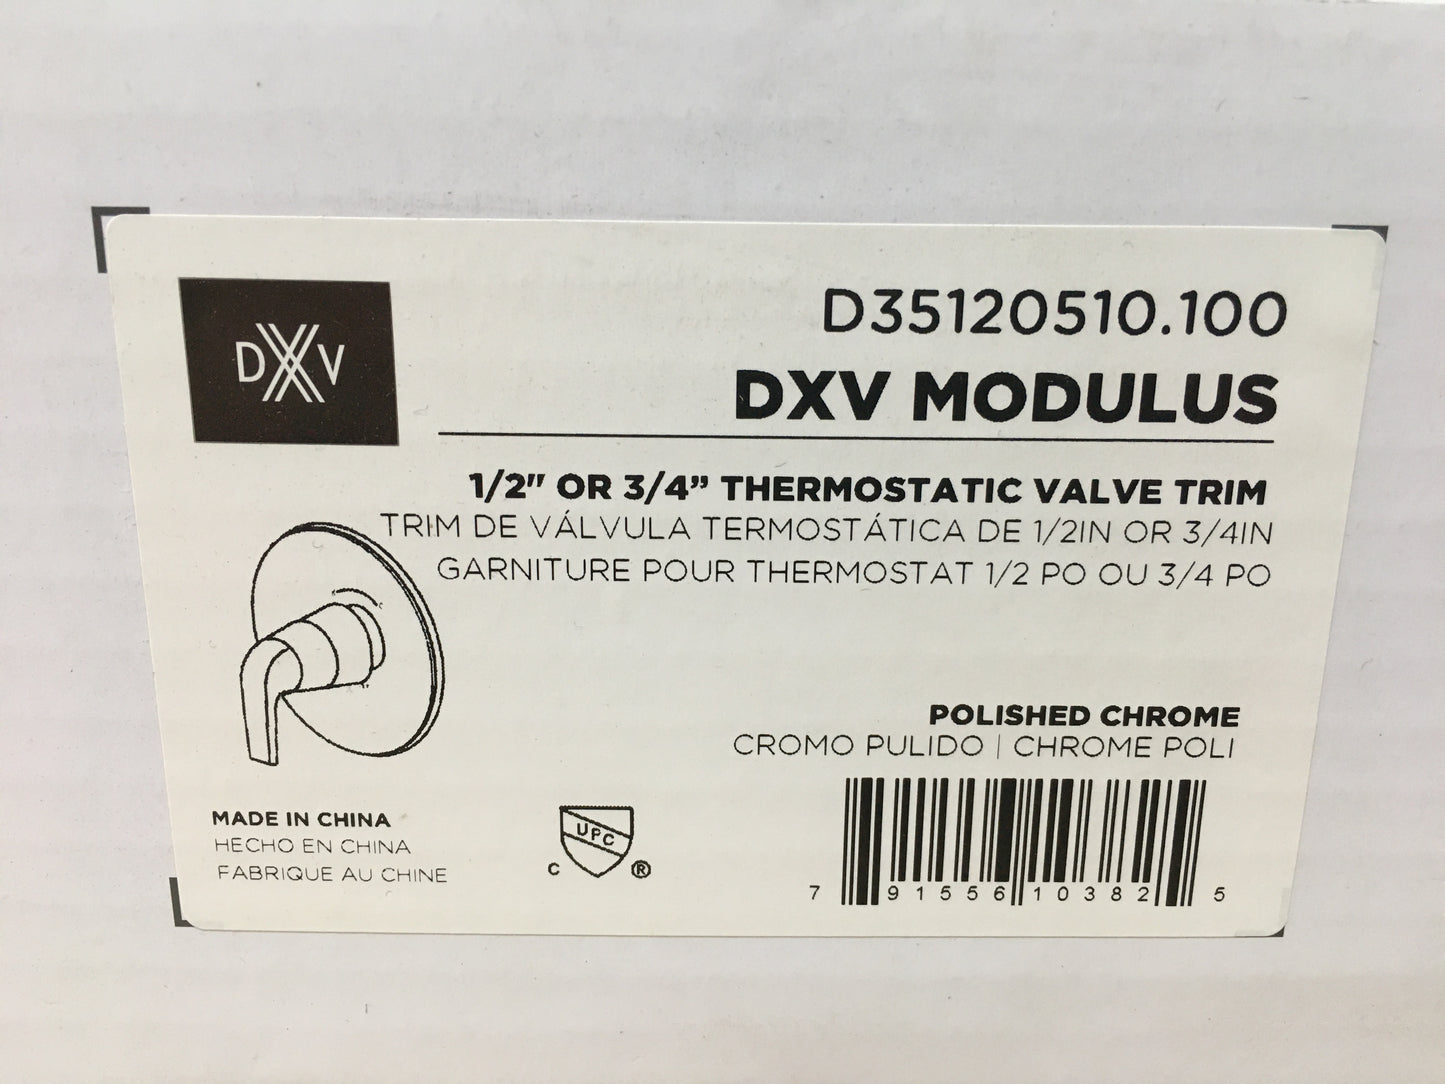 DXV
D35120510.100
DXV MODULUS
1/2" OR 3/4” THERMOSTATIC VALVE TRIM
TRIM DE VÁLVULA TERMOSTÁTICA DE 1/2IN OR 3/4IN
GARNITURE POUR THERMOSTAT 1/2 PO OU 3/4 PO
POLISHED CHROME
CROMO PULIDO | CHROME POLI
MADE IN CHINA
HECHO EN CHINA
FABRIQUE AU CHINE
UPC
C ®
7 91556 10382 5